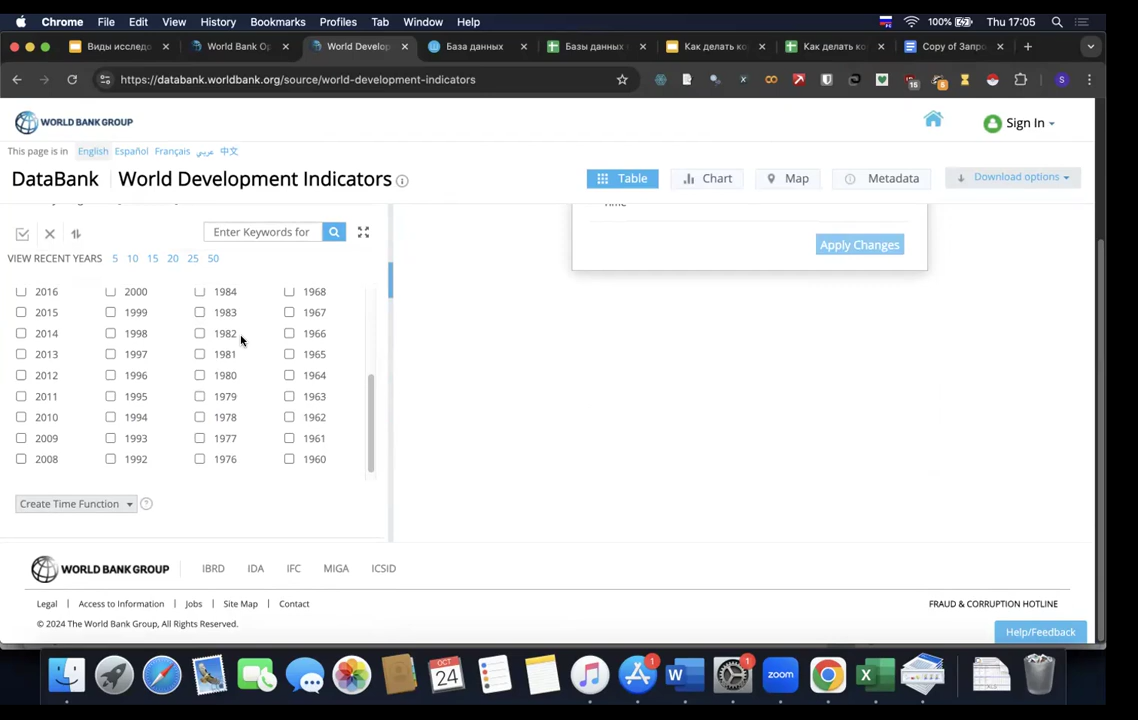 Chrome File Edit View History Bookmarks Profiles Tab Window Help 100% Thu 17:05
Виды исследо World Bank Op World Develop База данных Базы данных Как делать ко Как делать ко Copy of Запро
https://databank.worldbank.org/source/world-development-indicators S
15 5
WORLD BANK GROUP Sign In
This page is in English Español Français عربي 中文
DataBank World Development Indicators Table Chart Map Metadata Download options
Enter Keywords for
Apply Changes
VIEW RECENT YEARS 5 10 15 20 25 50
2016 2000 1984 1968
2015 1999 1983 1967
2014 1998 1982 1966
2013 1997 1981 1965
2012 1996 1980 1964
2011 1995 1979 1963
2010 1994 1978 1962
2009 1993 1977 1961
2008 1992 1976 1960
Create Time Function ?
WORLD BANK GROUP IBRD IDA IFC MIGA ICSID
Legal | Access to Information | Jobs | Site Map | Contact FRAUD & CORRUPTION HOTLINE
© 2024 The World Bank Group, All Rights Reserved.
Help/Feedback
OCT
24
1
1
zoom